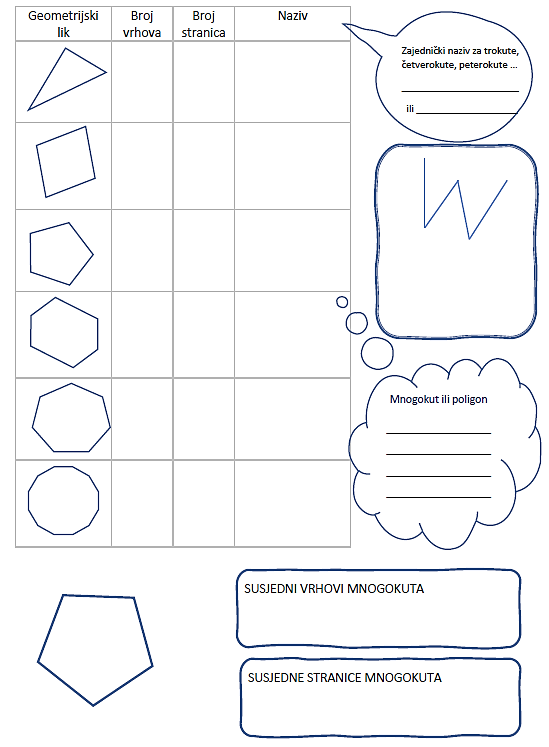 Geometrijski
lik
Broj
vrhova
Broj
stranica
Naziv
Zajednički naziv za trokute,
četverokute, peterokute ...
ili
Mnogokut ili poligon
SUSJEDNI VRHOVI MNOGOKUTA
SUSJEDNE STRANICE MNOGOKUTA